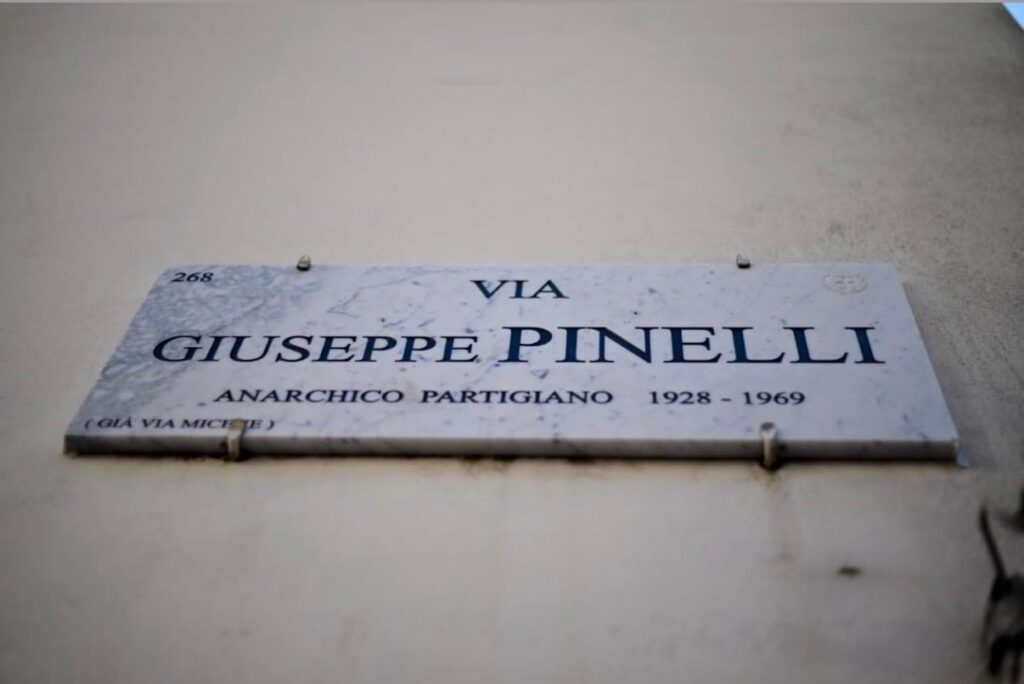 268
VIA
GIUSEPPE PINELLI
ANARCHICO PARTIGIANO 1928 - 1969
( GIÀ VIA )